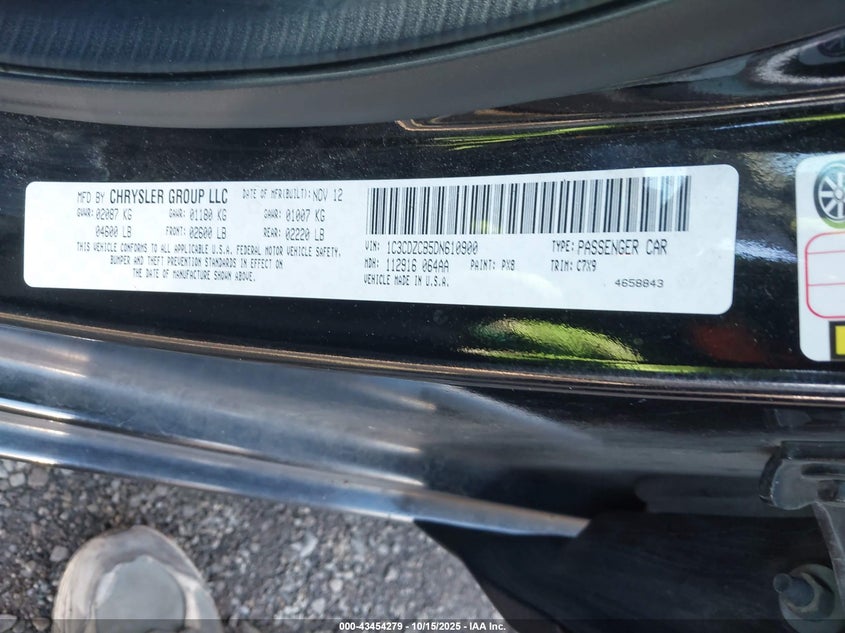 MFD BY CHRYSLER GROUP LLC DATE OF MFR(BUILT): NOV 12
GVWR: 02087 KG GAWR: 01180 KG GAWR: 01007 KG
04600 LB FRONT: 02600 LB REAR: 02220 LB
THIS VEHICLE CONFORMS TO ALL APPLICABLE U.S.A. FEDERAL MOTOR VEHICLE SAFETY,
BUMPER AND THEFT PREVENTION STANDARDS IN EFFECT ON
THE DATE OF MANUFACTURE SHOWN ABOVE.
VIN: 1C3CDZCB5DN610900 TYPE: PASSENGER CAR
MDH: 112916 064AA PAINT: PX8 TRIM: C7X9
VEHICLE MADE IN U.S.A. 4658843
000-43454279 - 10/15/2025 - IAA Inc.